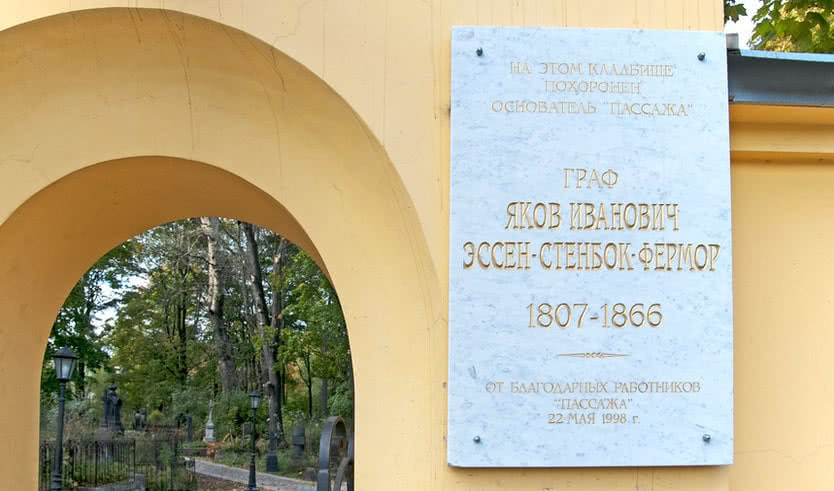 НА ЭТОМ КЛАДБИЩЕ
ПОХОРОНЕН
ОСНОВАТЕЛЬ "ПАССАЖА"
ГРАФ
ЯКОВ ИВАНОВИЧ
ЭССЕН-СТЕНБОК-ФЕРМОР
1807-1866
ОТ БЛАГОДАРНЫХ РАБОТНИКОВ
"ПАССАЖА"
22 МАЯ 1998 г.